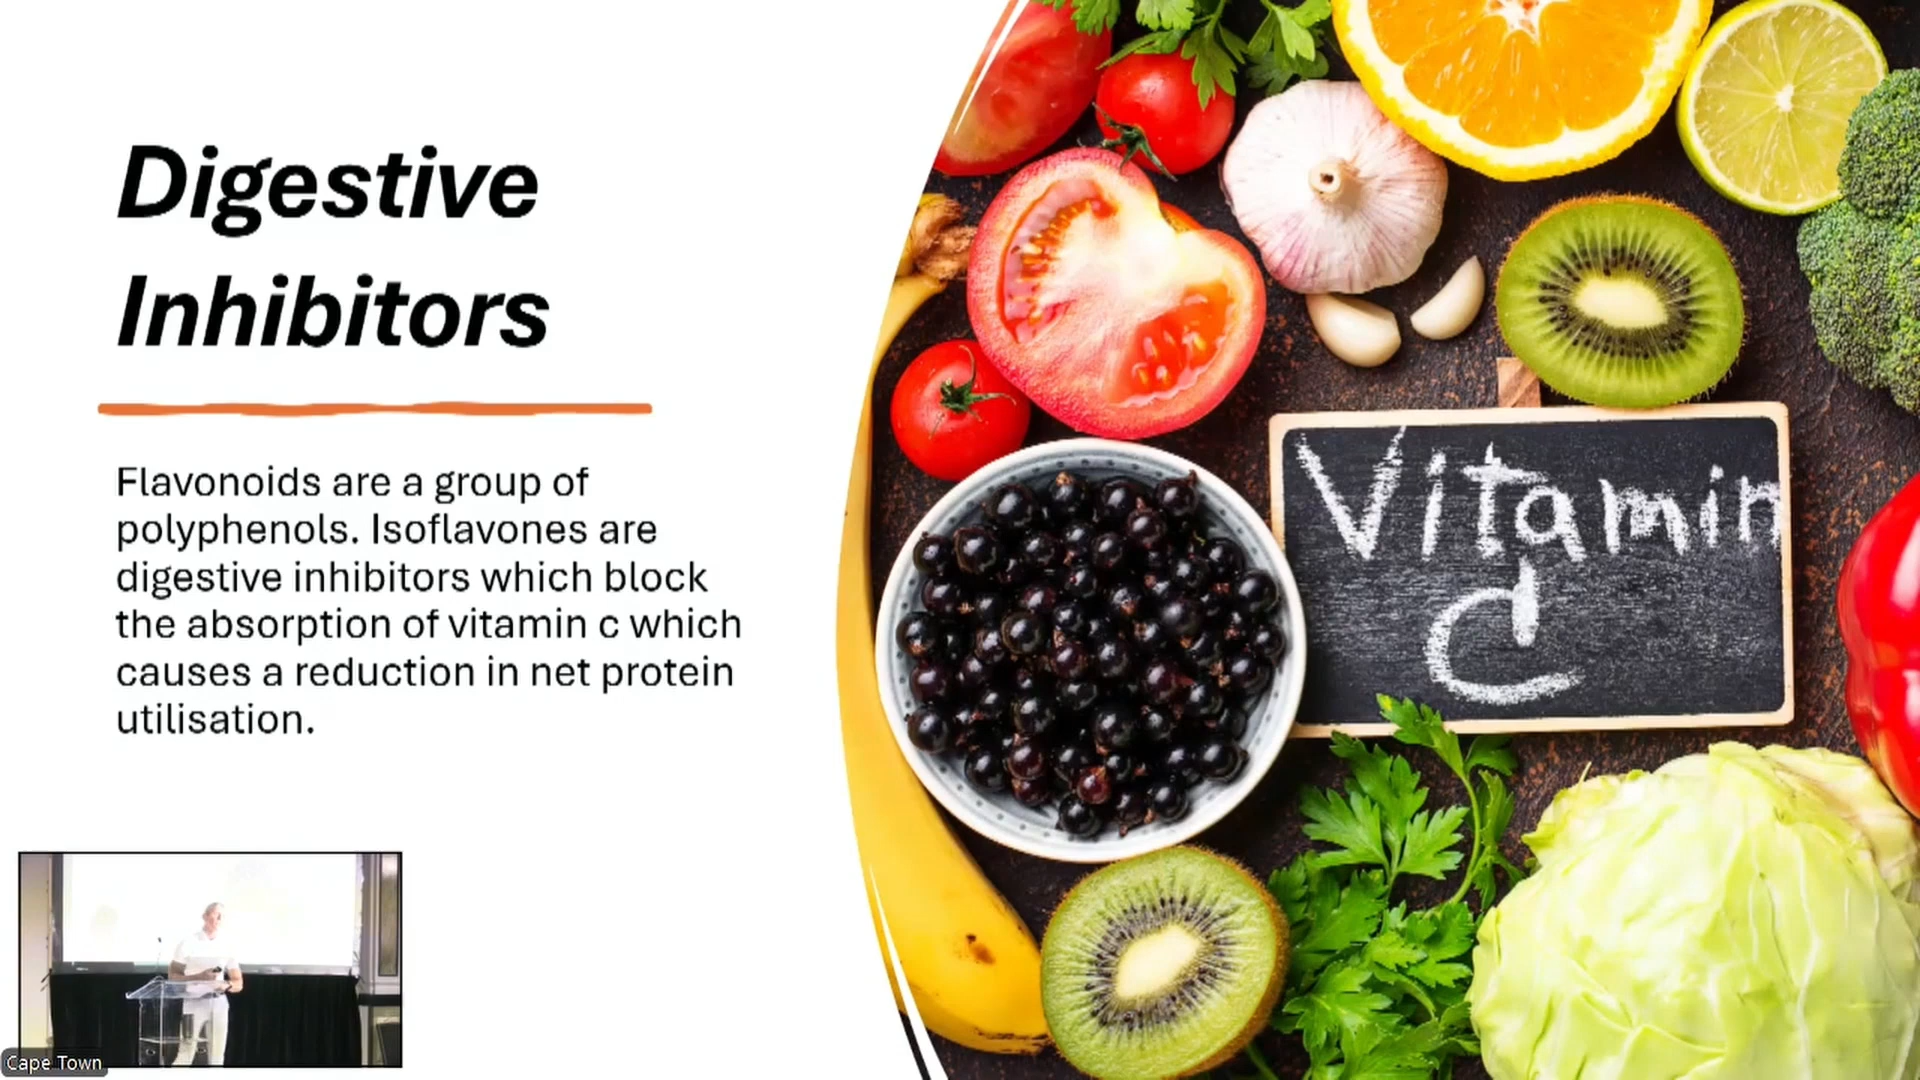 Digestive
Inhibitors
Flavonoids are a group of
polyphenols. Isoflavones are
digestive inhibitors which block
the absorption of vitamin c which
causes a reduction in net protein
utilisation.
Vitamin
C
Cape Town